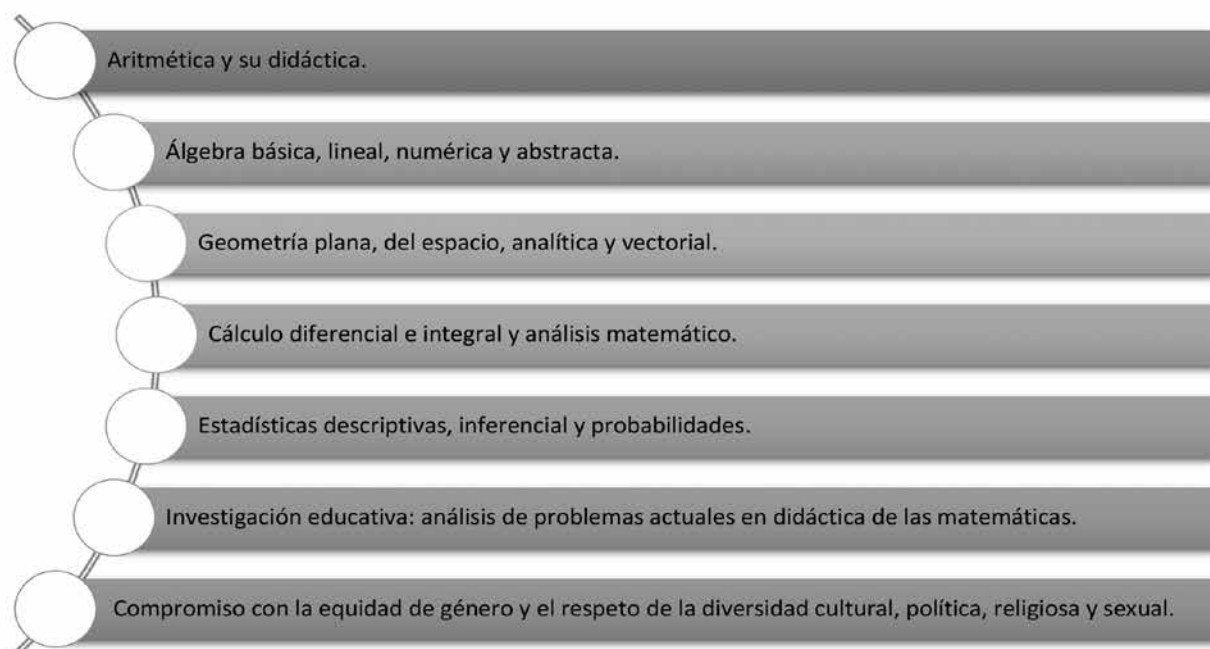 Aritmética y su didáctica.
Álgebra básica, lineal, numérica y abstracta.
Geometría plana, del espacio, analítica y vectorial.
Cálculo diferencial e integral y análisis matemático.
Estadísticas descriptivas, inferencial y probabilidades.
Investigación educativa: análisis de problemas actuales en didáctica de las matemáticas.
Compromiso con la equidad de género y el respeto de la diversidad cultural, política, religiosa y sexual.